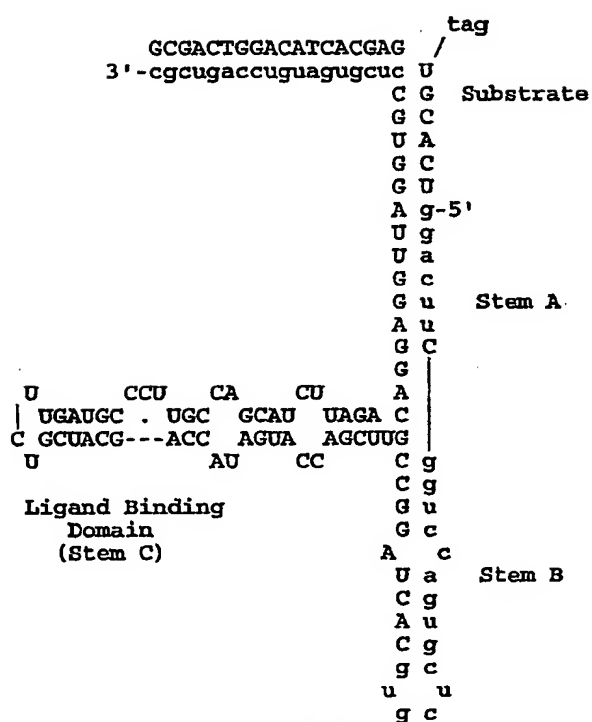 tag
GCGACTGGACATCACGAG /
3'-cgcugaccuguagugcuc U
C G Substrate
G C
U A
G C
G U
A g-5'
U g
U a
G c
G u Stem A
A u
G C
G
U CCU CA CU A
| UGAUGC . UGC GCAU UAGA C
C GCUACG---ACC AGUA AGCUUG
U AU CC C g
C g
Ligand Binding G u
Domain G c
(Stem C) A c
U a Stem B
C g
A u
C g
g c
u u
g c